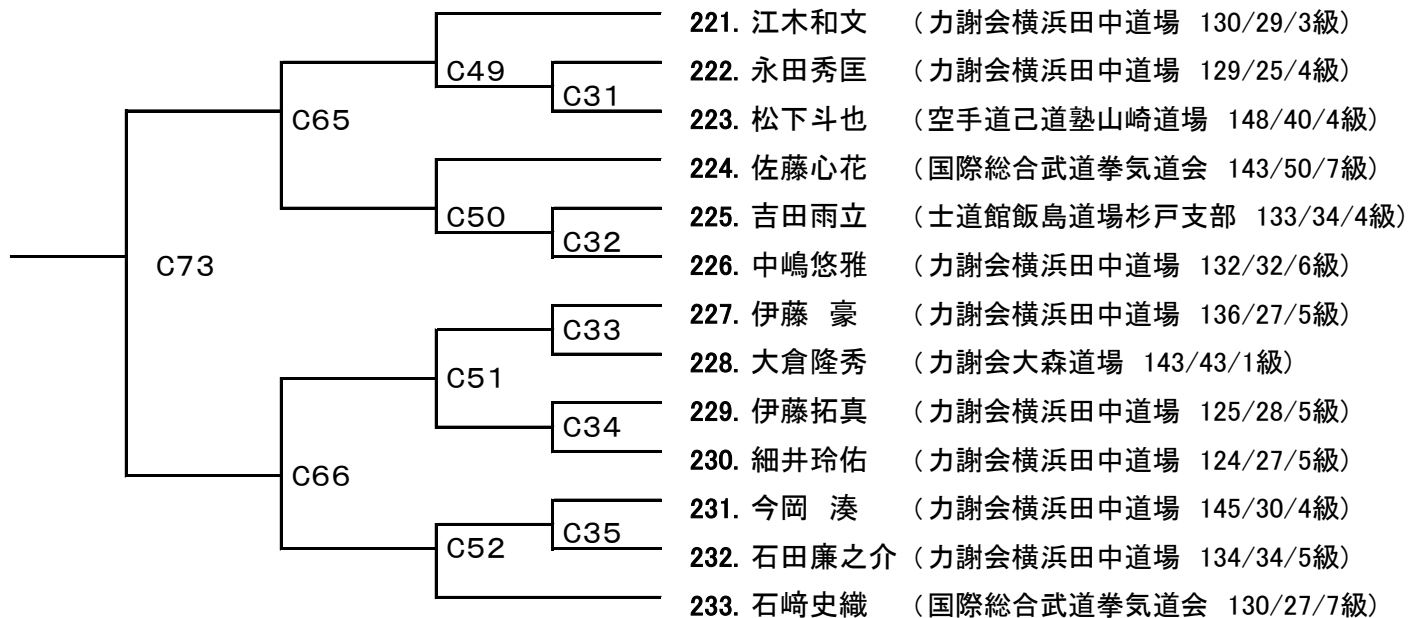 221. 江木和文 （力謝会横浜田中道場 130/29/3級）
C49
222. 永田秀匡 （力謝会横浜田中道場 129/25/4級）
C31
C65
223. 松下斗也 （空手道己道塾山崎道場 148/40/4級）
224. 佐藤心花 （国際総合武道拳気道会 143/50/7級）
C50
225. 吉田雨立 （士道館飯島道場杉戸支部 133/34/4級）
C32
C73
226. 中嶋悠雅 （力謝会横浜田中道場 132/32/6級）
227. 伊藤 豪 （力謝会横浜田中道場 136/27/5級）
C33
228. 大倉隆秀 （力謝会大森道場 143/43/1級）
C51
229. 伊藤拓真 （力謝会横浜田中道場 125/28/5級）
C34
230. 細井玲佑 （力謝会横浜田中道場 124/27/5級）
C66
231. 今岡 湊 （力謝会横浜田中道場 145/30/4級）
C35
C52
232. 石田廉之介 （力謝会横浜田中道場 134/34/5級）
233. 石﨑史織 （国際総合武道拳気道会 130/27/7級）